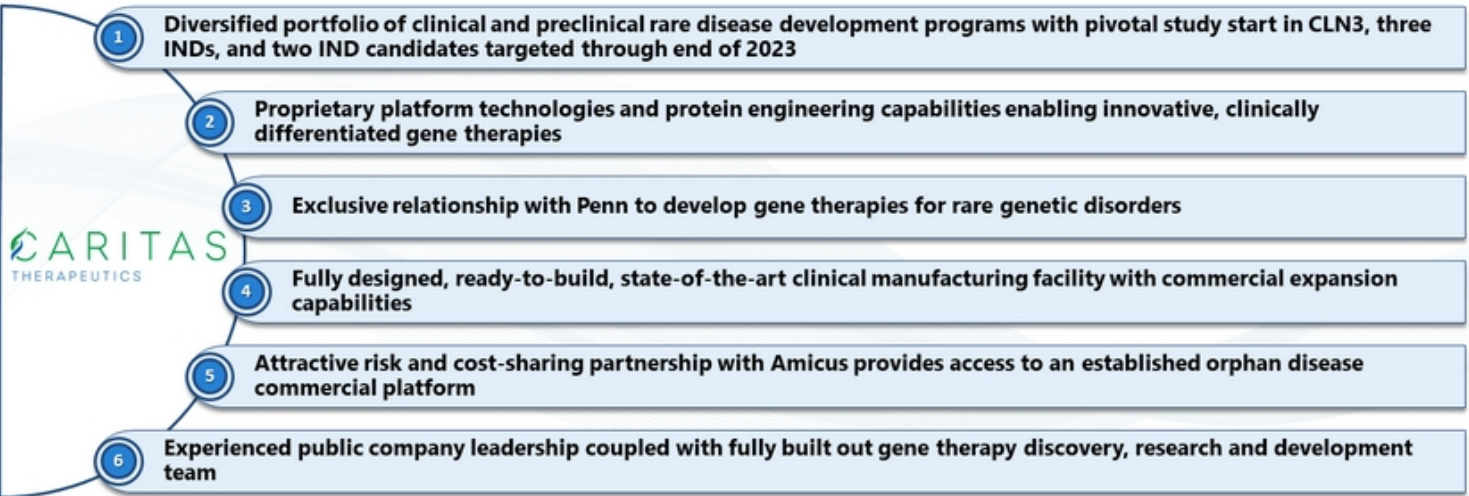 1
Diversified portfolio of clinical and preclinical rare disease development programs with pivotal study start in CLN3, three
INDs, and two IND candidates targeted through end of 2023
2
Proprietary platform technologies and protein engineering capabilities enabling innovative, clinically
differentiated gene therapies
3
Exclusive relationship with Penn to develop gene therapies for rare genetic disorders
CARITAS
THERAPEUTICS
4
Fully designed, ready-to-build, state-of-the-art clinical manufacturing facility with commercial expansion
capabilities
5
Attractive risk and cost-sharing partnership with Amicus provides access to an established orphan disease
commercial platform
6
Experienced public company leadership coupled with fully built out gene therapy discovery, research and development
team